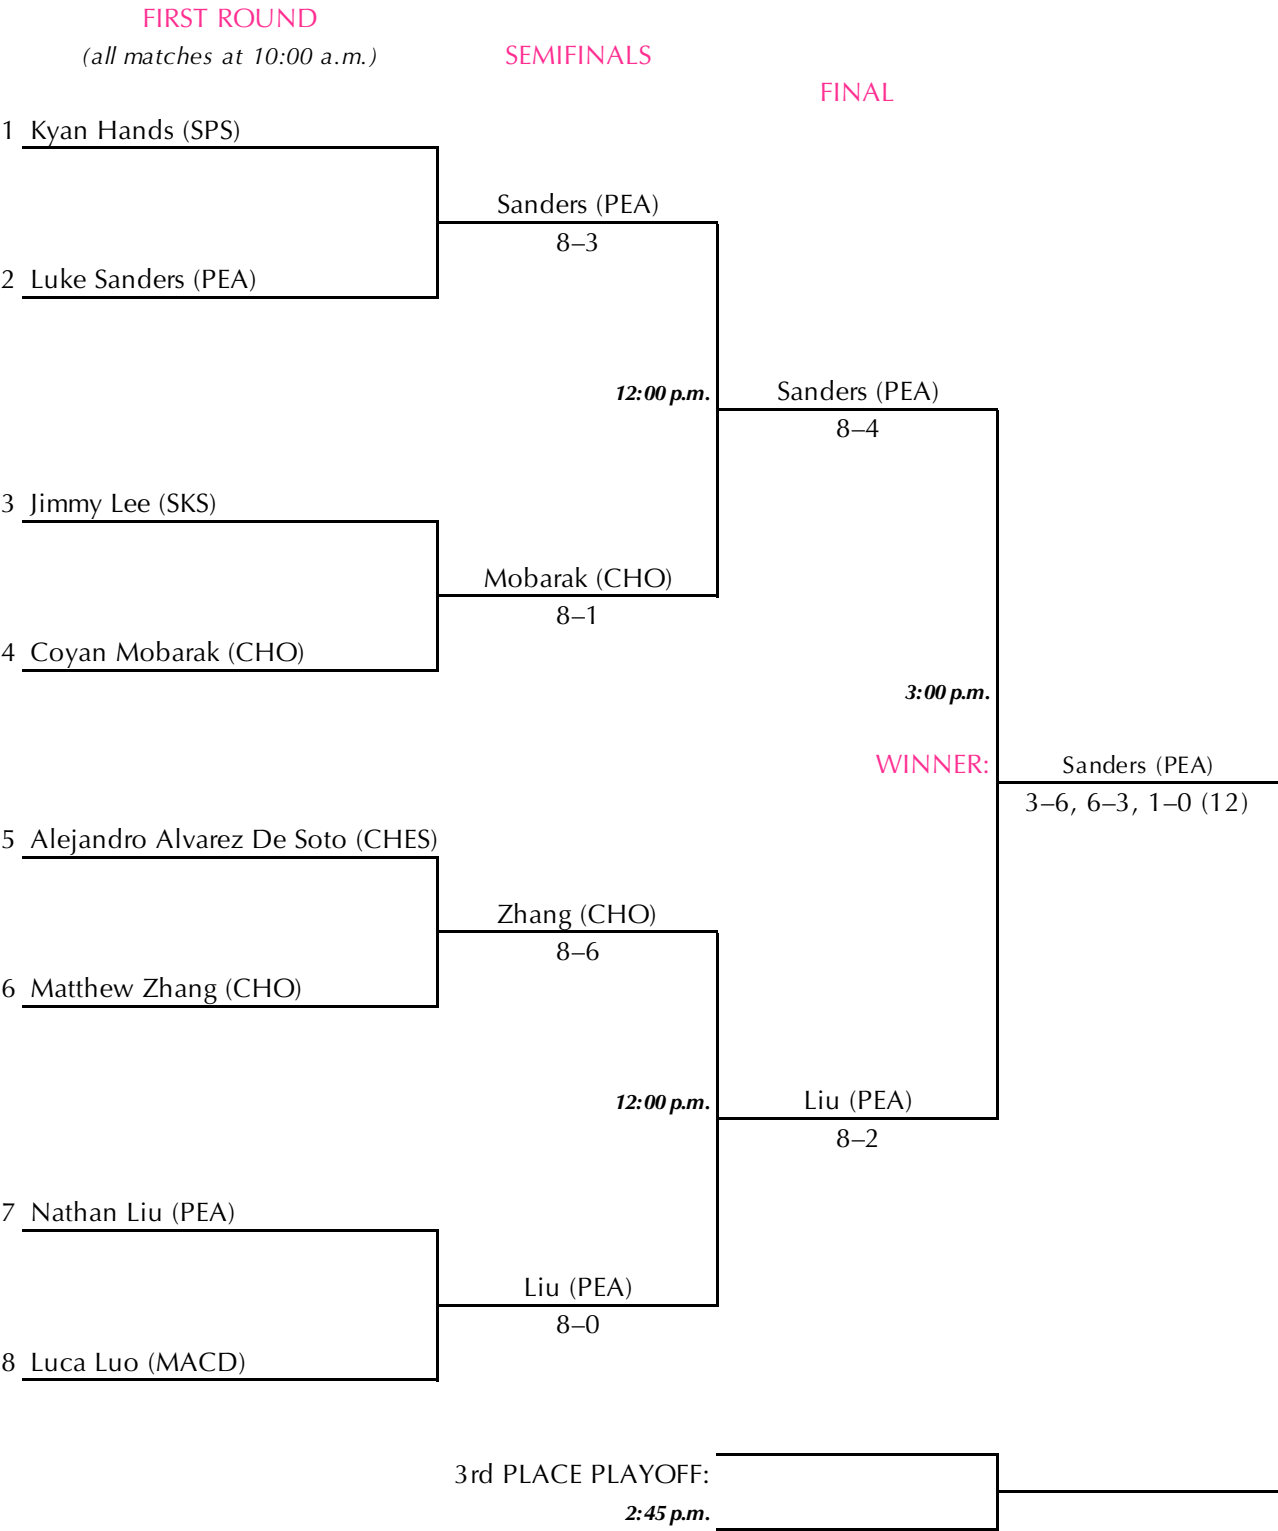 FIRST ROUND
(all matches at 10:00 a.m.)
SEMIFINALS
FINAL
1 Kyan Hands (SPS)
Sanders (PEA)
8–3
2 Luke Sanders (PEA)
12:00 p.m.
Sanders (PEA)
8–4
3 Jimmy Lee (SKS)
Mobarak (CHO)
8–1
4 Coyan Mobarak (CHO)
3:00 p.m.
WINNER:
Sanders (PEA)
3–6, 6–3, 1–0 (12)
5 Alejandro Alvarez De Soto (CHES)
Zhang (CHO)
8–6
6 Matthew Zhang (CHO)
12:00 p.m.
Liu (PEA)
8–2
7 Nathan Liu (PEA)
Liu (PEA)
8–0
8 Luca Luo (MACD)
3rd PLACE PLAYOFF:
2:45 p.m.